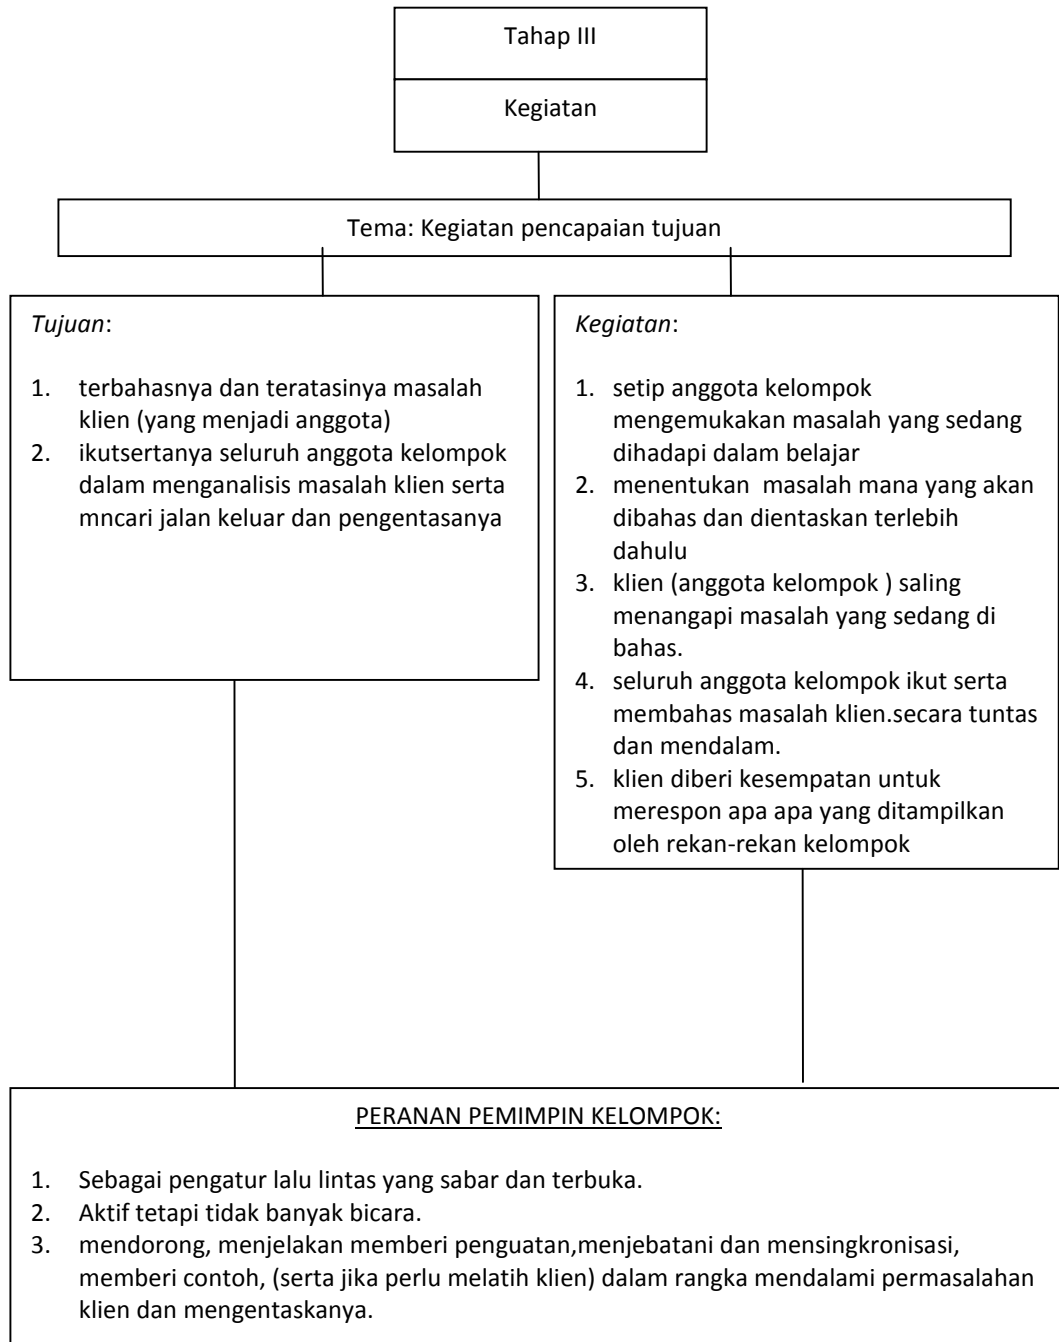 Tahap III
Kegiatan
Tema: Kegiatan pencapaian tujuan
Tujuan:
1. terbahasnya dan teratasinya masalah
klien (yang menjadi anggota)
2. ikutsertanya seluruh anggota kelompok
dalam menganalisis masalah klien serta
mncari jalan keluar dan pengentasanya
Kegiatan:
1. setip anggota kelompok
mengemukakan masalah yang sedang
dihadapi dalam belajar
2. menentukan  masalah mana yang akan
dibahas dan dientaskan terlebih
dahulu
3. klien (anggota kelompok ) saling
menangapi masalah yang sedang di
bahas.
4. seluruh anggota kelompok ikut serta
membahas masalah klien.secara tuntas
dan mendalam.
5. klien diberi kesempatan untuk
merespon apa apa yang ditampilkan
oleh rekan-rekan kelompok
PERANAN PEMIMPIN KELOMPOK:
1. Sebagai pengatur lalu lintas yang sabar dan terbuka.
2. Aktif tetapi tidak banyak bicara.
3. mendorong, menjelakan memberi penguatan,menjebatani dan mensingkronisasi,
memberi contoh, (serta jika perlu melatih klien) dalam rangka mendalami permasalahan
klien dan mengentaskanya.